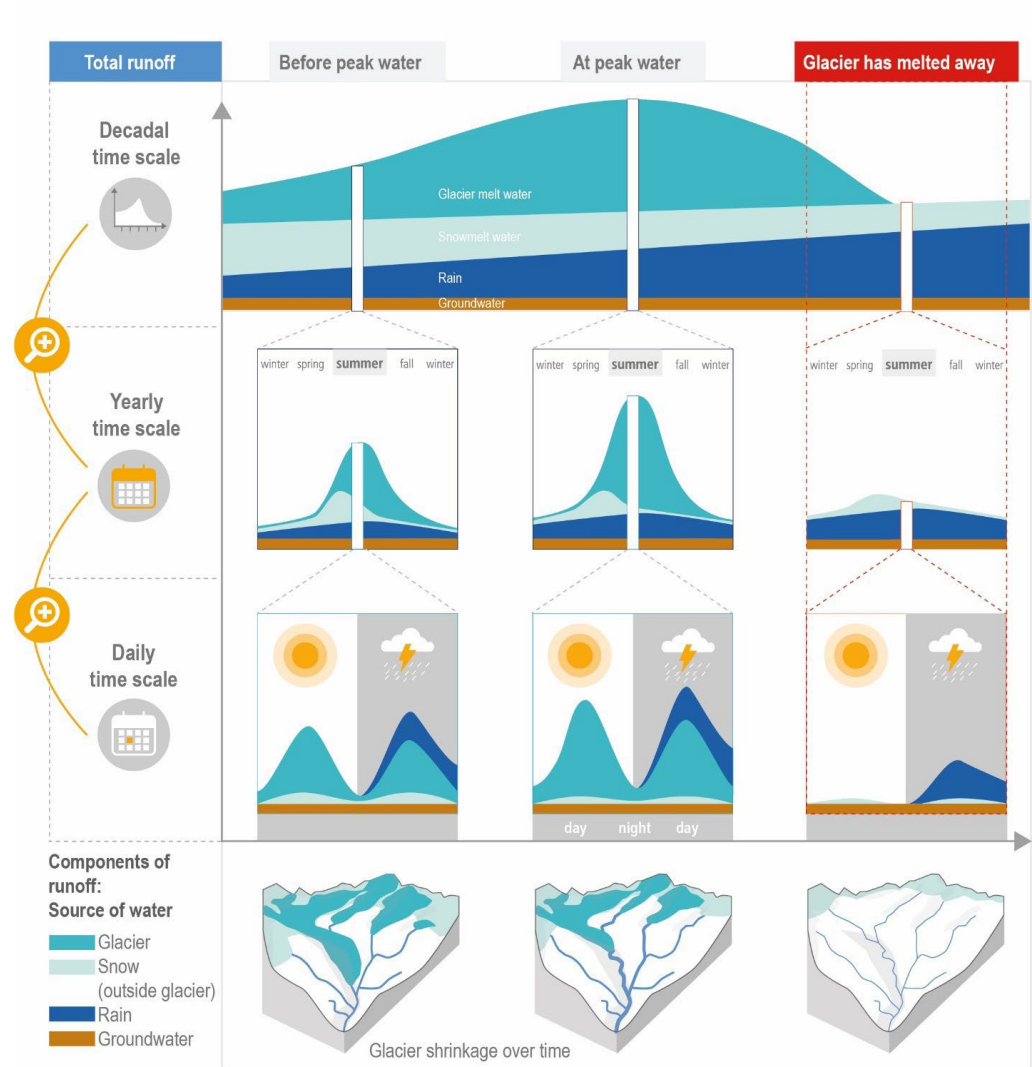 Total runoff
Before peak water
At peak water
Glacier has melted away
Decadal
time scale
Glacier melt water
Snowmelt water
Rain
Groundwater
Yearly
time scale
winter spring summer fall winter
winter spring summer fall winter
winter spring summer fall winter
Daily
time scale
day night day
Components of
runoff:
Source of water
Glacier
Snow
(outside glacier)
Rain
Groundwater
Glacier shrinkage over time